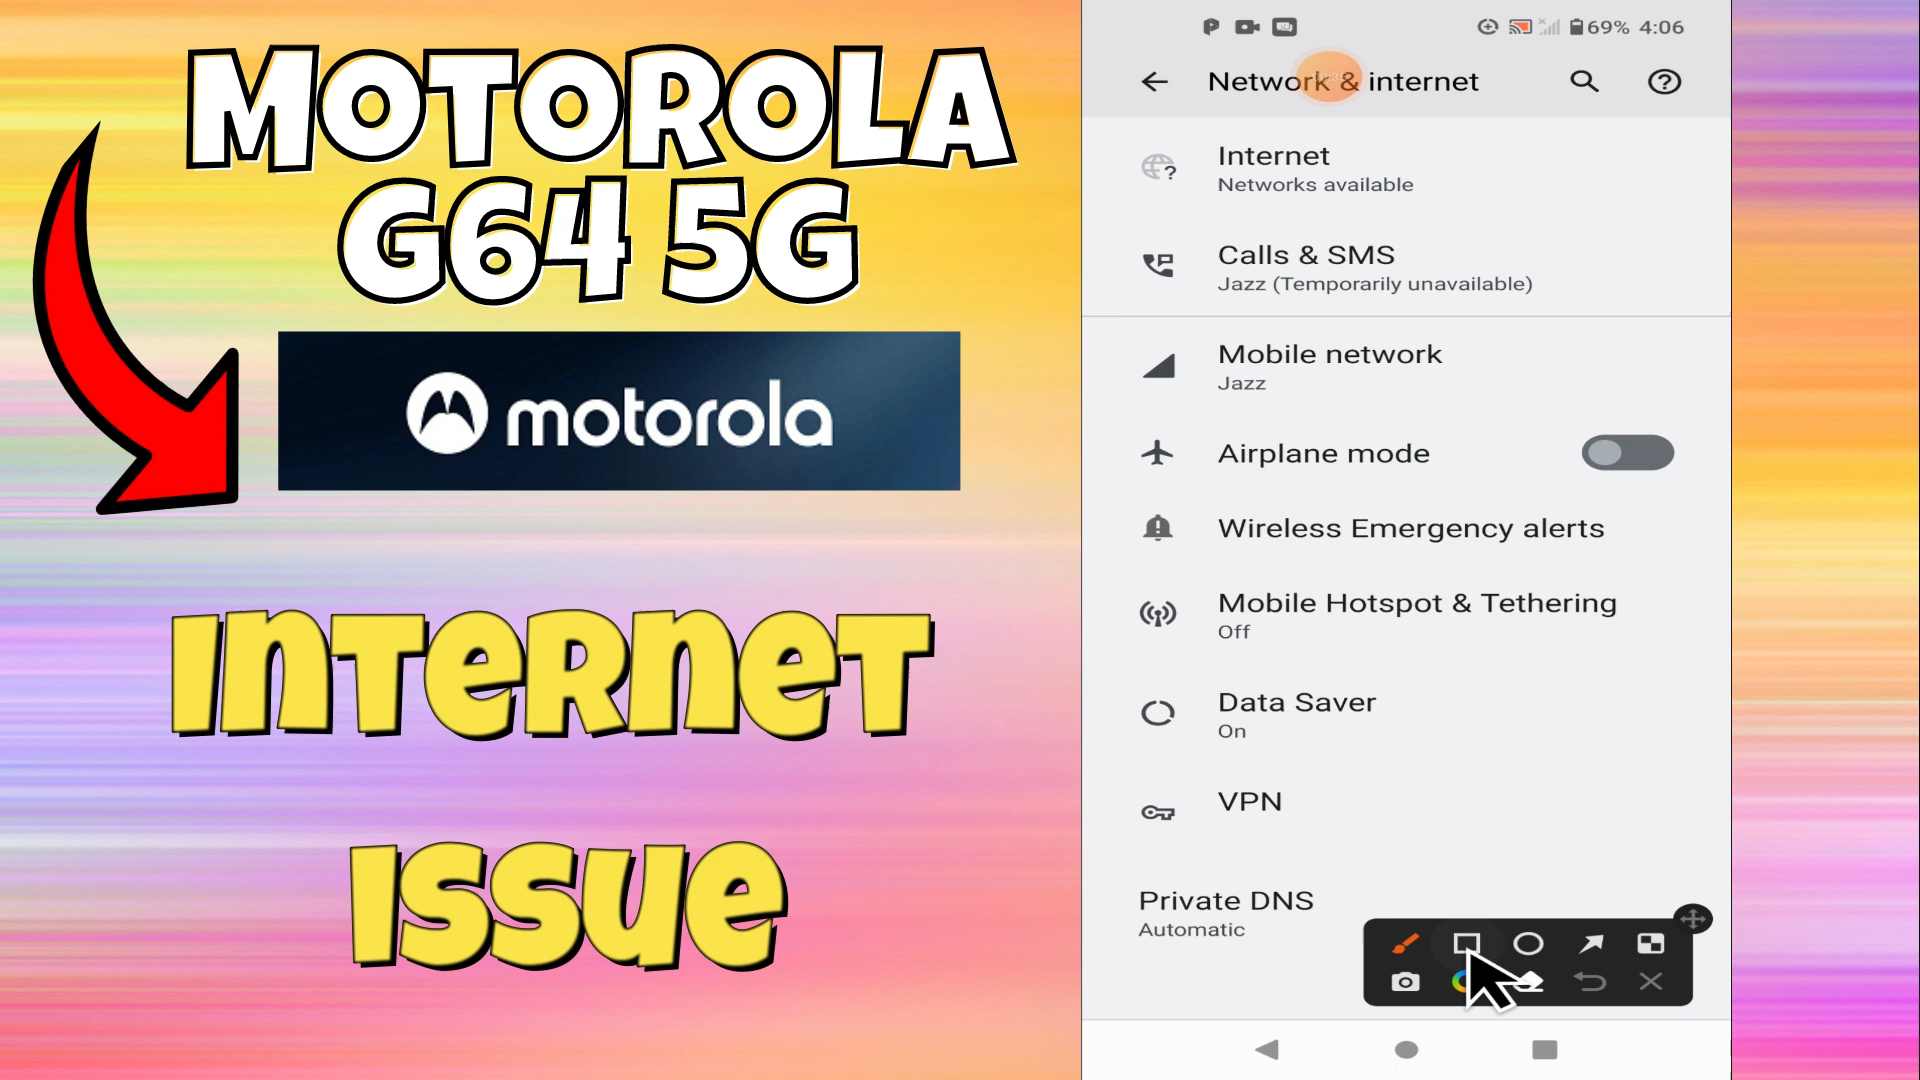 MOTOROLA
G64 5G
motorola
INTERNET
ISSUE
69% 4:06
Network & internet
Internet
Networks available
Calls & SMS
Jazz (Temporarily unavailable)
Mobile network
Jazz
Airplane mode
Wireless Emergency alerts
Mobile Hotspot & Tethering
Off
Data Saver
On
VPN
Private DNS
Automatic